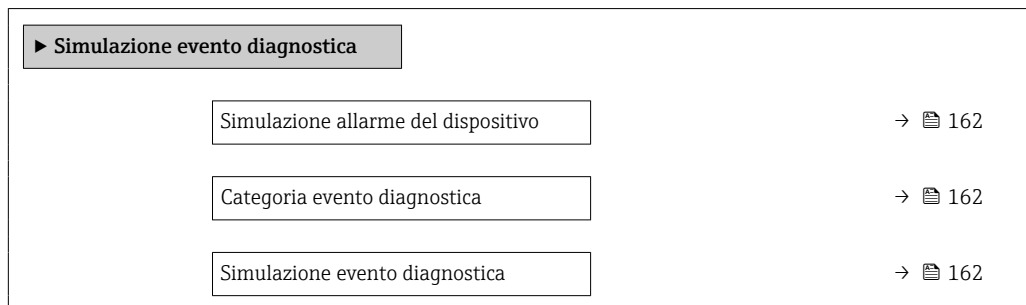 ► Simulazione evento diagnostica
Simulazione allarme del dispositivo → 162
Categoria evento diagnostica → 162
Simulazione evento diagnostica → 162